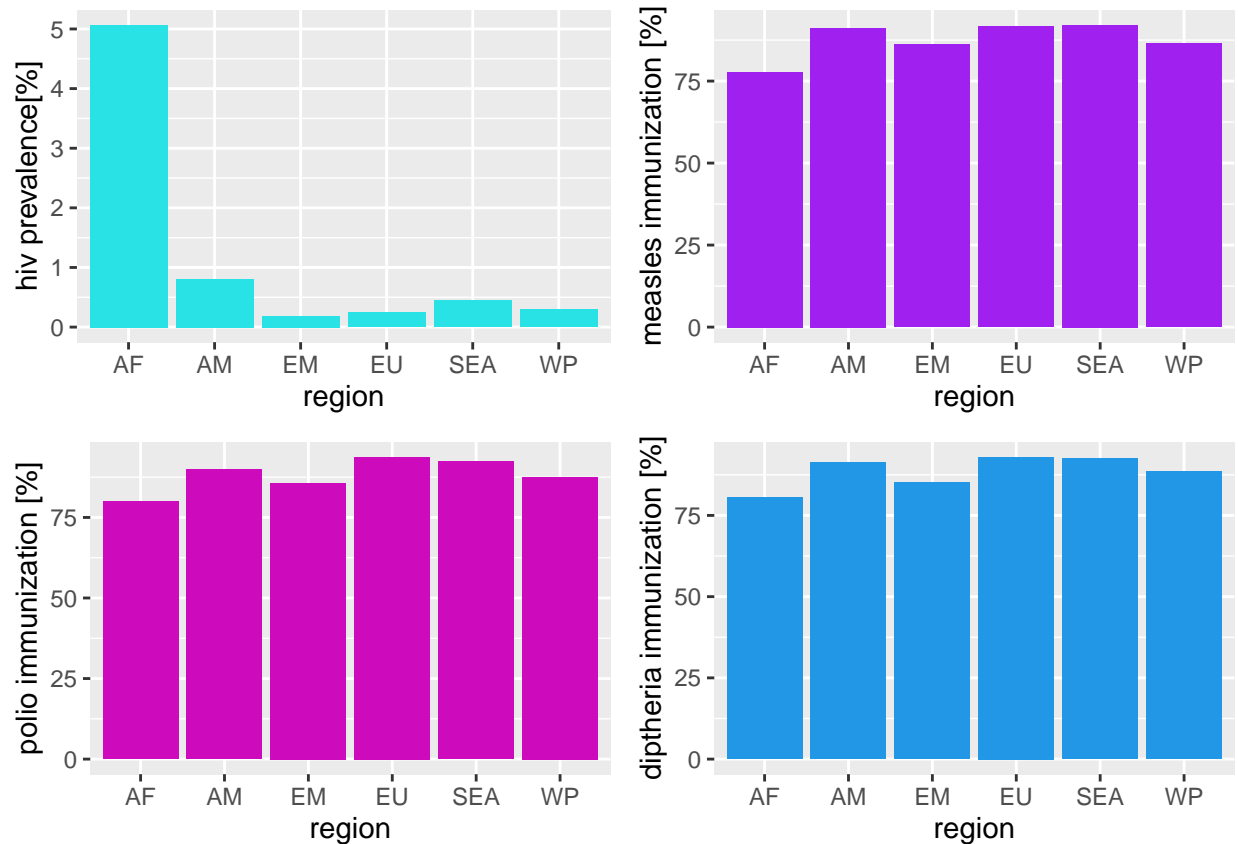 hiv prevalence[%]
5
4
3
2
1
0
AF AM EM EU SEA WP
region
measles immunization [%]
75
50
25
0
AF AM EM EU SEA WP
region
polio immunization [%]
75
50
25
0
AF AM EM EU SEA WP
region
diptheria immunization [%]
75
50
25
0
AF AM EM EU SEA WP
region